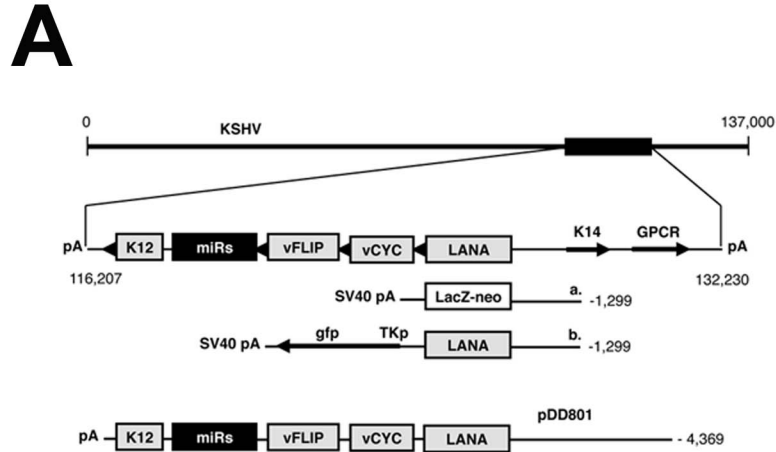 A
0 KSHV 137,000
pA K12 miRs vFLIP vCYC LANA K14 GPCR pA
116,207 132,230
SV40 pA LacZ-neo a. -1,299
SV40 pA gfp TKp LANA b. -1,299
pDD801
pA K12 miRs vFLIP vCYC LANA - 4,369